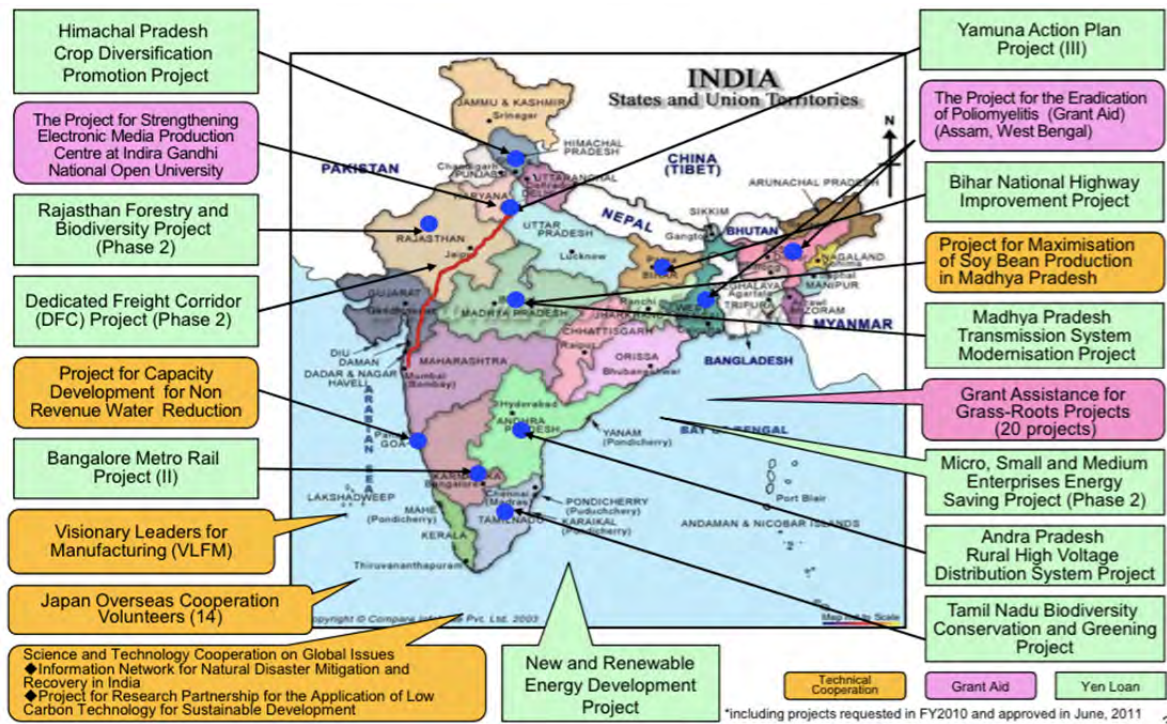 Himachal Pradesh
Crop Diversification
Promotion Project
The Project for Strengthening
Electronic Media Production
Centre at Indira Gandhi
National Open University
Rajasthan Forestry and
Biodiversity Project
(Phase 2)
Dedicated Freight Corridor
(DFC) Project (Phase 2)
Project for Capacity
Development for Non
Revenue Water Reduction
Bangalore Metro Rail
Project (II)
Visionary Leaders for
Manufacturing (VLFM)
Japan Overseas Cooperation
Volunteers (14)
Science and Technology Cooperation on Global Issues
◆Information Network for Natural Disaster Mitigation and
Recovery in India
◆Project for Research Partnership for the Application of Low
Carbon Technology for Sustainable Development
INDIA
States and Union Territories
N
JAMMU & KASHMIR
Srinagar
HIMACHAL
PRADESH
PAKISTAN
CHINA
(TIBET)
UTTARANCHAL
HARYANA
RAJASTHAN
Jaipur
UTTAR
PRADESH
Lucknow
NEPAL
SIKKIM
Gangtok
BHUTAN
ARUNACHAL PRADESH
NAGALAND
MANIPUR
TRIPURA
Agartala
MYANMAR
BANGLADESH
GUJARAT
MADHYA PRADESH
Ranchi
CHHATTISGARH
Raipur
ORISSA
Bhubaneshwar
DIU
DAMAN
DADAR & NAGAR
HAVELI
MAHARASHTRA
Mumbai
(Bombay)
ARABIAN SEA
Hyderabad
ANDHRA
PRADESH
YANAM
(Pondicherry)
GOA
KARNATAKA
Bangalore
Chennai
(Madras)
LAKSHADWEEP
MAHE
(Pondicherry)
PONDICHERRY
(Puduchchery)
KARAIKAL
(Pondicherry)
TAMILNADU
KERALA
Thiruvananthapuram
Port Blair
ANDAMAN & NICOBAR ISLANDS
Map not to Scale
Yamuna Action Plan
Project (III)
The Project for the Eradication
of Poliomyelitis (Grant Aid)
(Assam, West Bengal)
Bihar National Highway
Improvement Project
Project for Maximisation
of Soy Bean Production
in Madhya Pradesh
Madhya Pradesh
Transmission System
Modernisation Project
Grant Assistance for
Grass-Roots Projects
(20 projects)
Micro, Small and Medium
Enterprises Energy
Saving Project (Phase 2)
Andra Pradesh
Rural High Voltage
Distribution System Project
Tamil Nadu Biodiversity
Conservation and Greening
Project
New and Renewable
Energy Development
Project
Technical
Cooperation
Grant Aid
Yen Loan
*including projects requested in FY2010 and approved in June, 2011